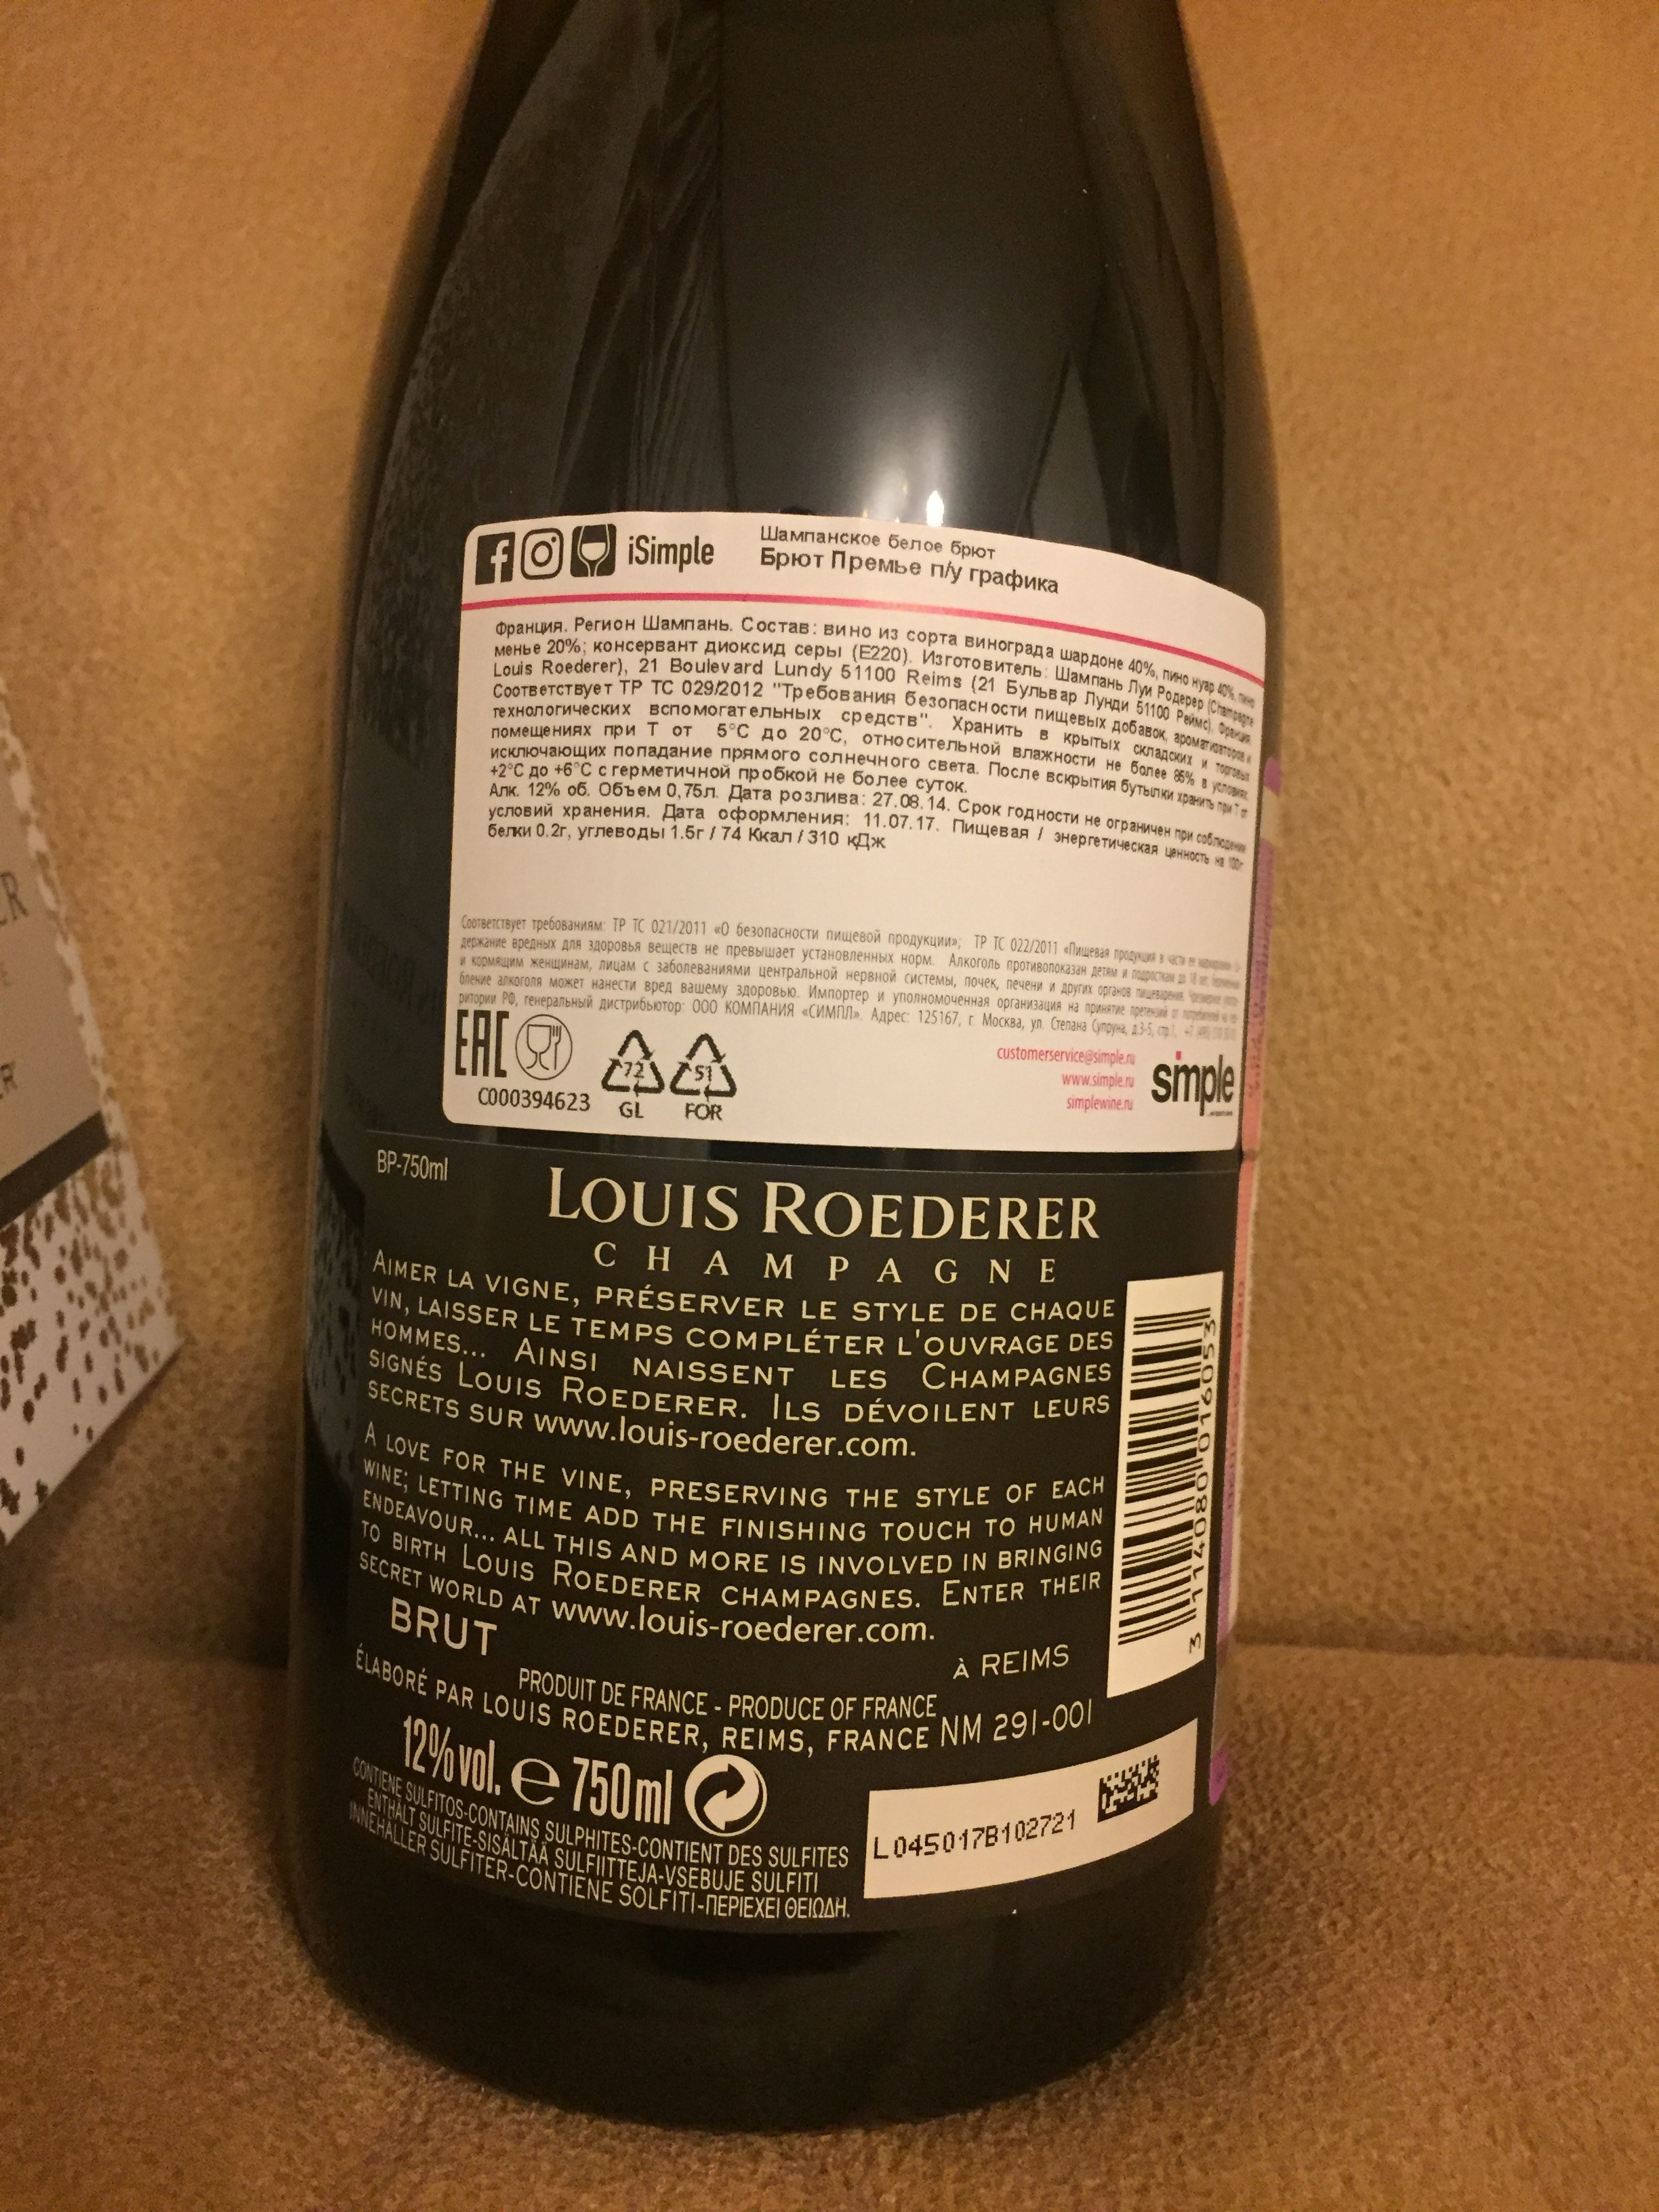 iSimple
Шампанское белое брют
Брют Премье п/у графика
Франция. Регион Шампань. Состав: вино из сорта винограда шардоне 40%, пино нуар 40%, пино
менье 20%; консервант диоксид серы (Е220). Изготовитель: Шампань Луи Родерер (Champagne
Louis Roederer), 21 Boulevard Lundy 51100 Reims (21 Бульвар Лунди 51100 Реймс), Франция.
Соответствует ТР ТС 029/2012 "Требования безопасности пищевых добавок, ароматизаторов и
технологических вспомогательных средств". Хранить в крытых складских и торговых
помещениях при Т от 5°С до 20°С, относительной влажности не более 85% в условиях,
исключающих попадание прямого солнечного света. После вскрытия бутылки хранить при Т от
+2°С до +6°С с герметичной пробкой не более суток.
Алк. 12% об. Объем 0,75л. Дата розлива: 27.08.14. Срок годности не ограничен при соблюдении
условий хранения. Дата оформления: 11.07.17. Пищевая / энергетическая ценность на 100г:
белки 0.2г, углеводы 1.5г / 74 Ккал / 310 кДж
Соответствует требованиям: ТР ТС 021/2011 «О безопасности пищевой продукции»; ТР ТС 022/2011 «Пищевая продукция в части ее маркировки»
держание вредных для здоровья веществ не превышает установленных норм. Алкоголь противопоказан детям и подросткам до 18 лет, беременным
и кормящим женщинам, лицам с заболеваниями центральной нервной системы, почек, печени и других органов пищеварения.
бление алкоголя может нанести вред вашему здоровью. Импортер и уполномоченная организация на принятие претензий от потребителей на
ритории РФ, генеральный дистрибьютор: ООО КОМПАНИЯ «СИМПЛ». Адрес: 125167, г. Москва, ул. Степана Супруна, д.3-5, стр.1,
EAC
C000394623
72
GL
51
FOR
customerservice@simple.ru
www.simple.ru
simplewine.ru
simple
BP-750ml
LOUIS ROEDERER
CHAMPAGNE
AIMER LA VIGNE, PRÉSERVER LE STYLE DE CHAQUE
VIN, LAISSER LE TEMPS COMPLÉTER L'OUVRAGE DES
HOMMES... AINSI NAISSENT LES CHAMPAGNES
SIGNÉS LOUIS ROEDERER. ILS DÉVOILENT LEURS
SECRETS SUR www.louis-roederer.com.
A LOVE FOR THE VINE, PRESERVING THE STYLE OF EACH
WINE; LETTING TIME ADD THE FINISHING TOUCH TO HUMAN
ENDEAVOUR... ALL THIS AND MORE IS INVOLVED IN BRINGING
TO BIRTH LOUIS ROEDERER CHAMPAGNES. ENTER THEIR
SECRET WORLD AT www.louis-roederer.com.
BRUT
À REIMS
PRODUIT DE FRANCE - PRODUCE OF FRANCE
ÉLABORÉ PAR LOUIS ROEDERER, REIMS, FRANCE NM 291-001
12%vol. e 750ml
CONTIENE SULFITOS-CONTAINS SULPHITES-CONTIENT DES SULFITES
ENTHÄLT SULFITE-SISÄLTÄÄ SULFIITTEJA-VSEBUJE SULFITI
INNEHÅLLER SULFITER-CONTIENE SOLFITI-ΠΕΡΙΕΧΕΙ ΘΕΙΩΔΗ.
L045017B102721
3 114080 016053